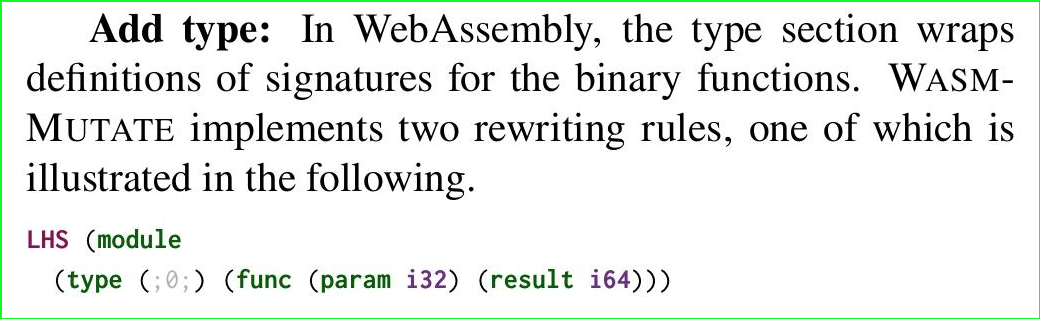 Add type: In WebAssembly, the type section wraps
definitions of signatures for the binary functions. WASM-
MUTATE implements two rewriting rules, one of which is
illustrated in the following.
LHS (module
(type (;0;) (func (param i32) (result i64)))